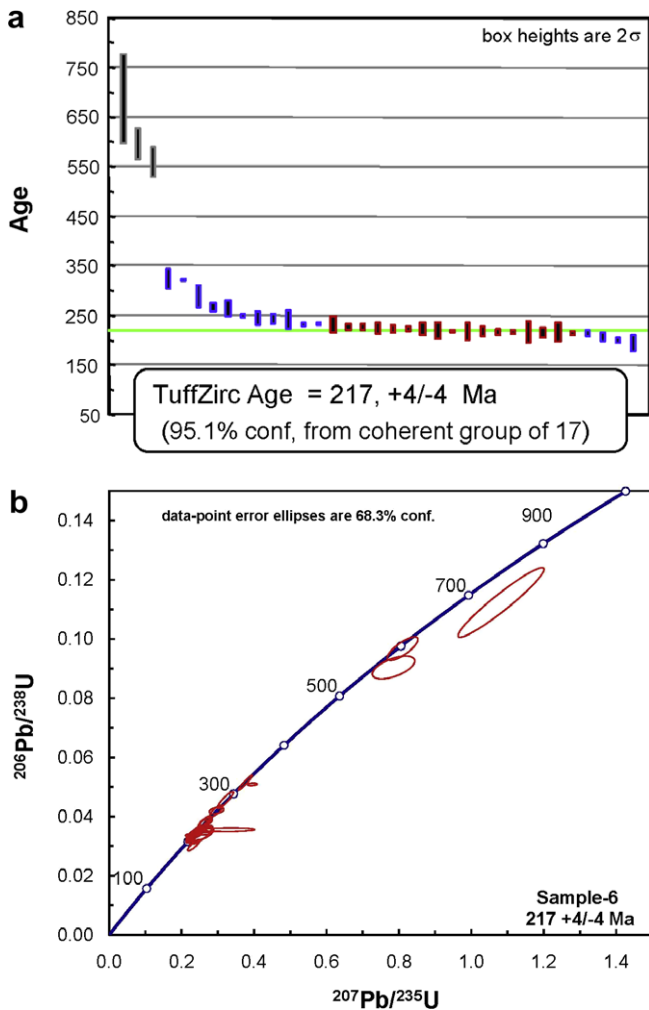 a
box heights are 2σ
850
750
650
550
450
350
250
150
50
Age
TuffZirc Age = 217, +4/-4 Ma
(95.1% conf, from coherent group of 17)
b
data-point error ellipses are 68.3% conf.
0.14
0.12
0.10
0.08
0.06
0.04
0.02
0.00
900
700
500
300
100
206Pb/238U
Sample-6
217 +4/-4 Ma
0.0 0.2 0.4 0.6 0.8 1.0 1.2 1.4
207Pb/235U